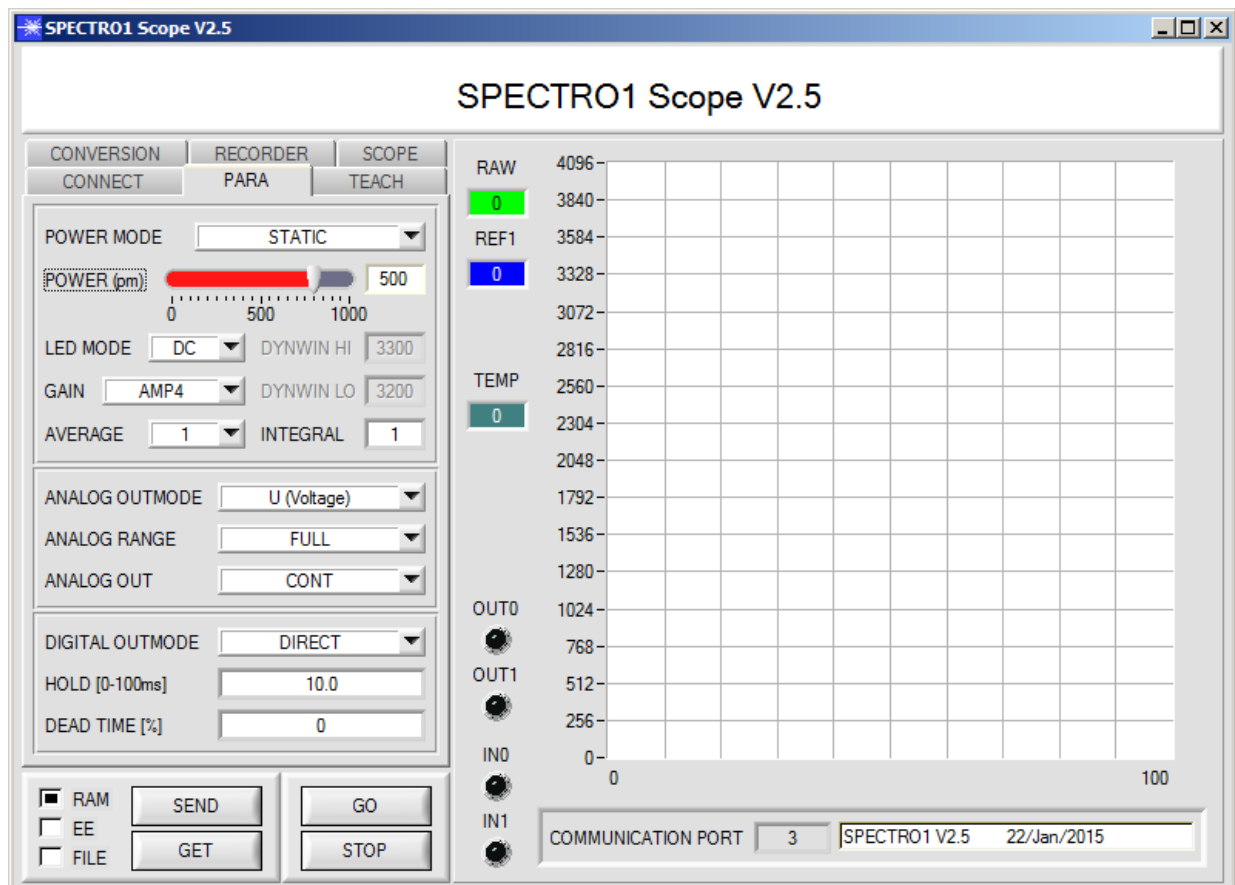 SPECTRO1 Scope V2.5
SPECTRO1 Scope V2.5
CONVERSION RECORDER SCOPE
CONNECT PARA TEACH
POWER MODE STATIC
POWER (pm) 500
0 500 1000
LED MODE DC DYNWIN HI 3300
GAIN AMP4 DYNWIN LO 3200
AVERAGE 1 INTEGRAL 1
ANALOG OUTMODE U (Voltage)
ANALOG RANGE FULL
ANALOG OUT CONT
DIGITAL OUTMODE DIRECT
HOLD [0-100ms] 10.0
DEAD TIME [%] 0
RAM
EE
FILE
SEND
GET
GO
STOP
RAW
0
REF1
0
TEMP
0
OUT0
OUT1
IN0
IN1
4096
3840
3584
3328
3072
2816
2560
2304
2048
1792
1536
1280
1024
768
512
256
0
0 100
COMMUNICATION PORT 3 SPECTRO1 V2.5 22/Jan/2015